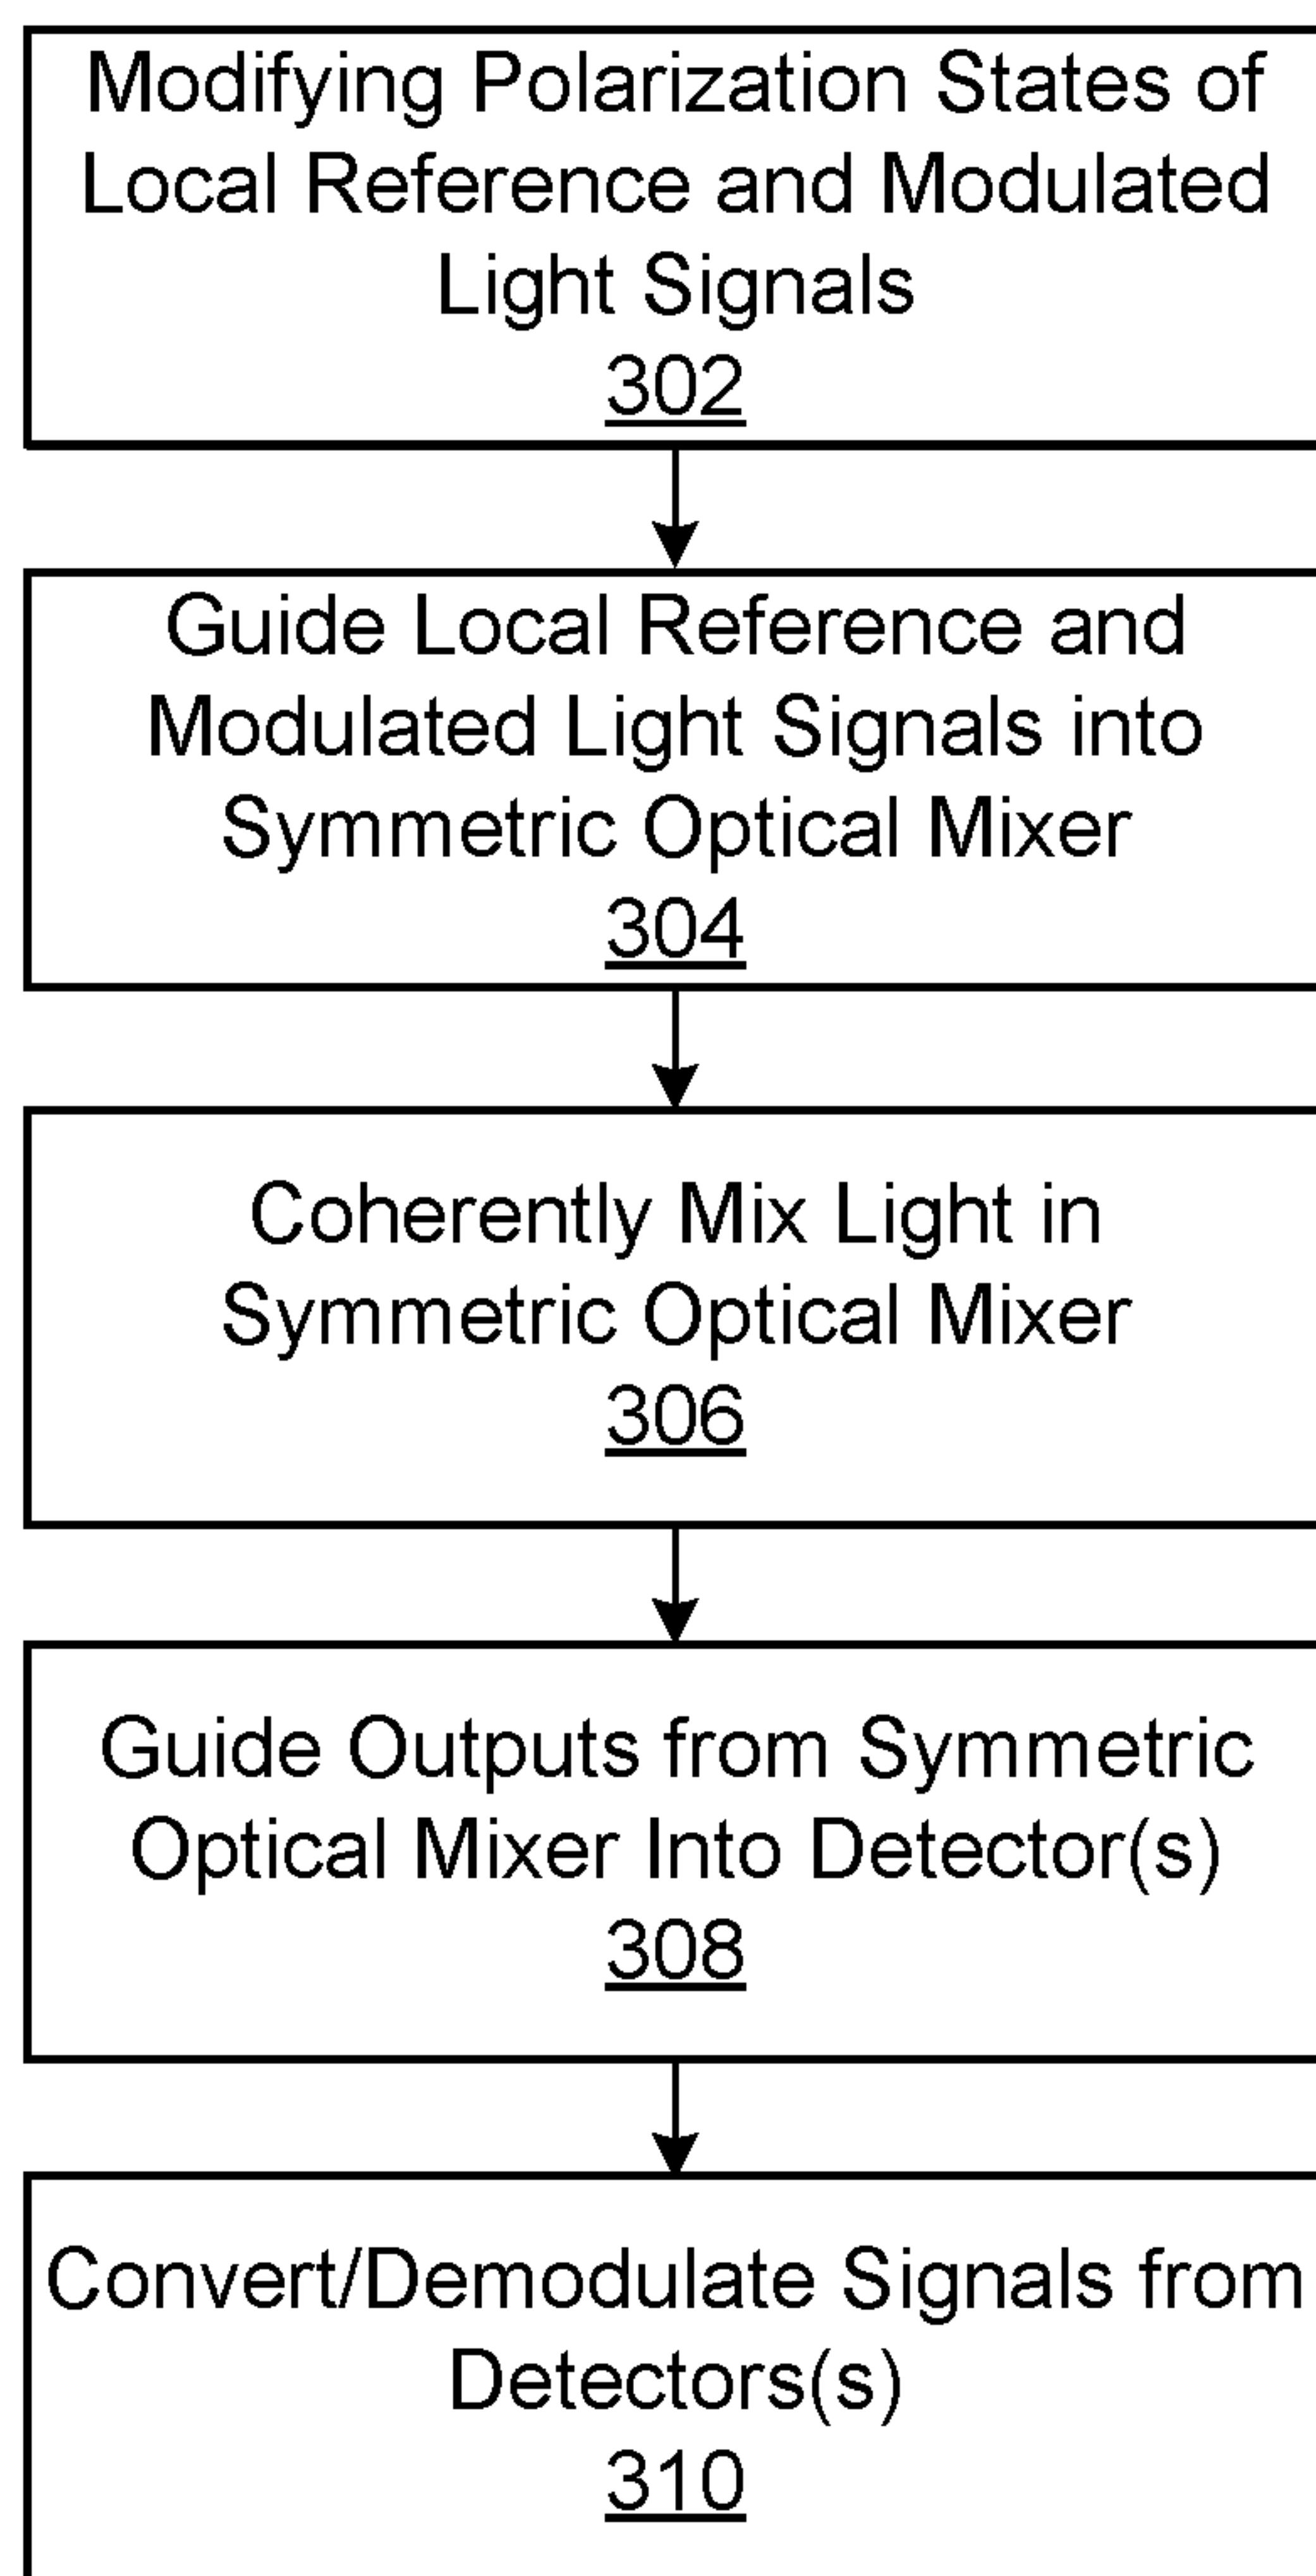 Modifying Polarization States of
Local Reference and Modulated
Light Signals
302
Guide Local Reference and
Modulated Light Signals into
Symmetric Optical Mixer
304
Coherently Mix Light in
Symmetric Optical Mixer
306
Guide Outputs from Symmetric
Optical Mixer Into Detector(s)
308
Convert/Demodulate Signals from
Detectors(s)
310